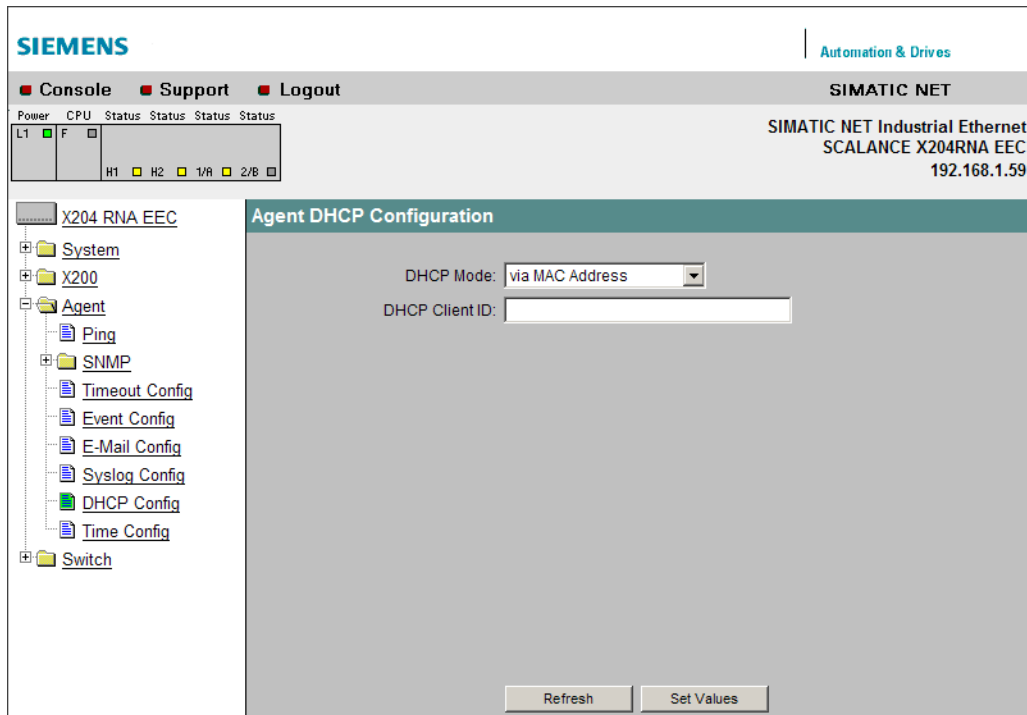 SIEMENS
Automation & Drives
Console Support Logout SIMATIC NET
Power CPU Status Status Status Status
L1 F
H1 H2 1/A 2/B
SIMATIC NET Industrial Ethernet
SCALANCE X204RNA EEC
192.168.1.59
X204 RNA EEC
System
X200
Agent
Ping
SNMP
Timeout Config
Event Config
E-Mail Config
Syslog Config
DHCP Config
Time Config
Switch
Agent DHCP Configuration
DHCP Mode: via MAC Address
DHCP Client ID:
Refresh Set Values